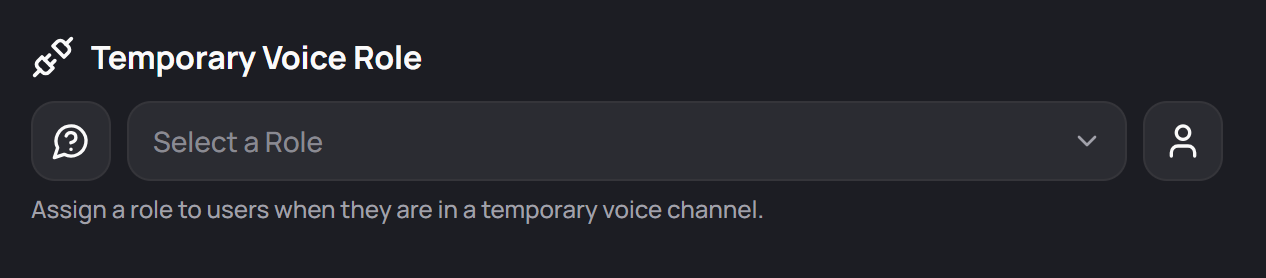 Temporary Voice Role
Select a Role
Assign a role to users when they are in a temporary voice channel.